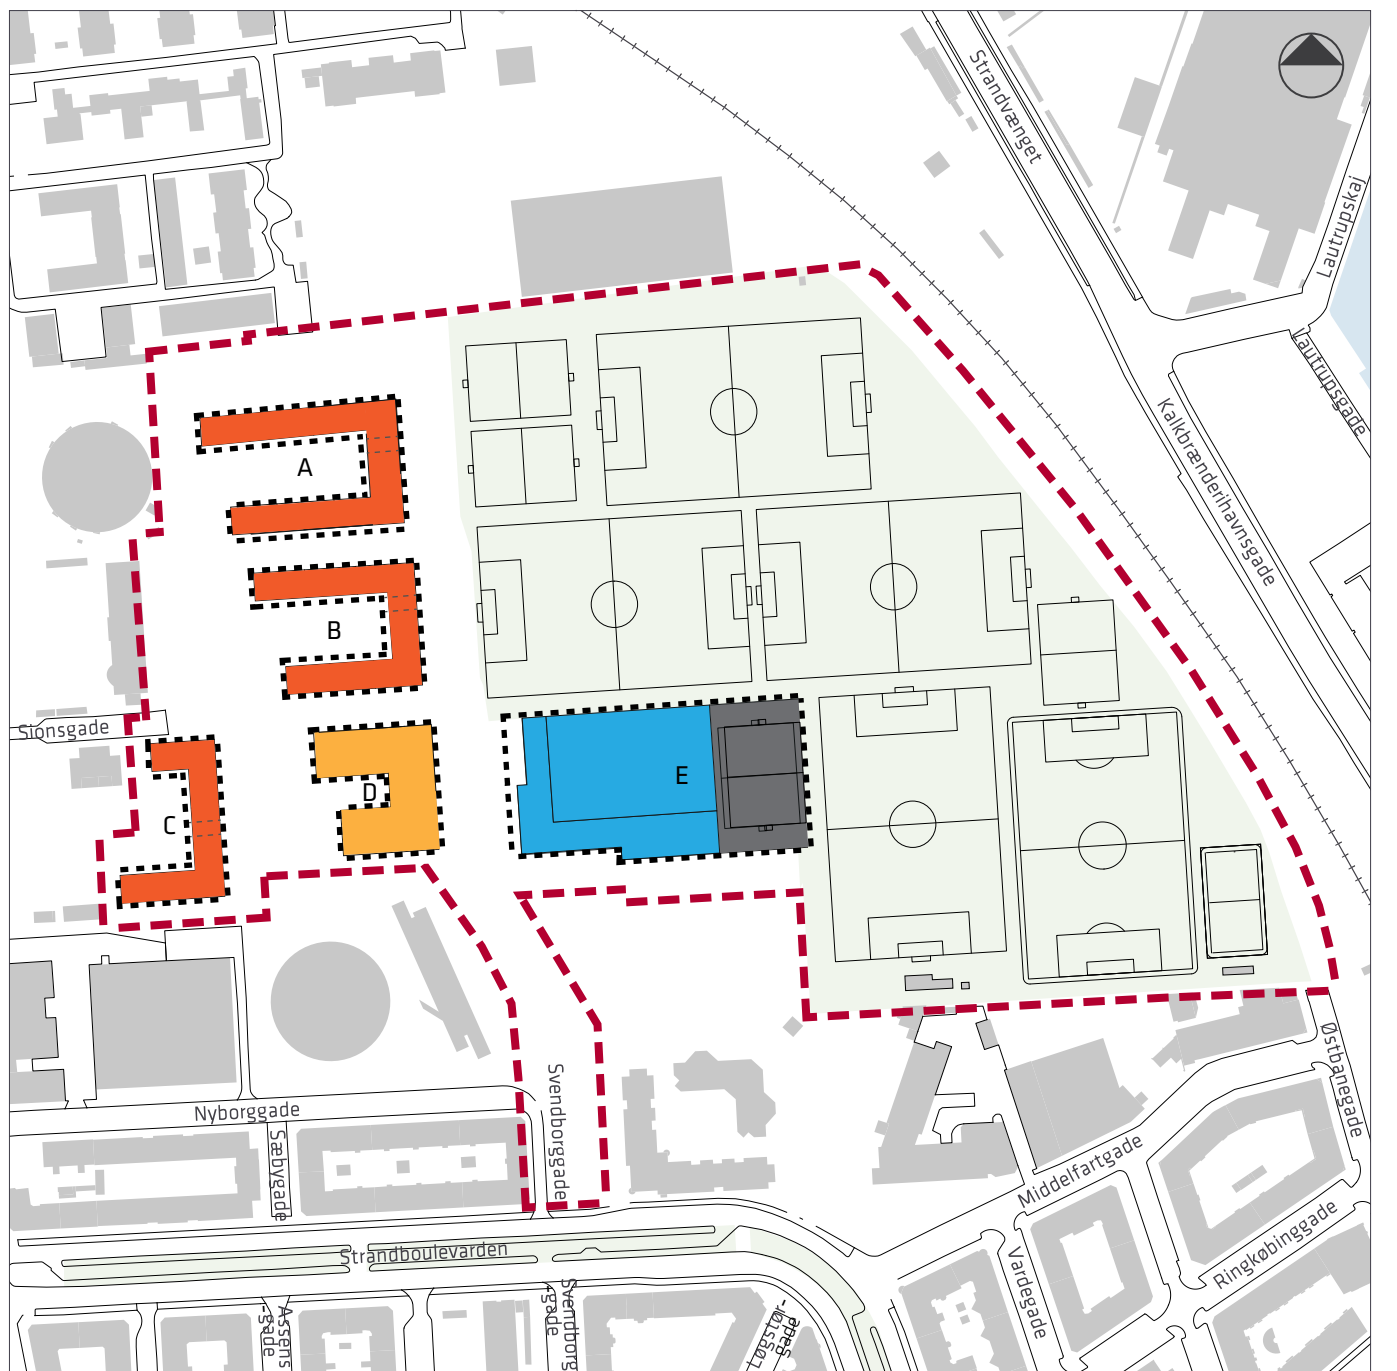 Strandvænget
Lautrupskaj
Lautrupsgade
Kalkbrænderihavnsgade
A
B
Sionsgade
C
D
E
Østbanegade
Svendborggade
Nyborggade
Sæbygade
Middelfartgade
Ringkøbinggade
Strandboulevarden
Vardegade
Assens
-gade
Svendborg
-gade
Løgstør-
gade